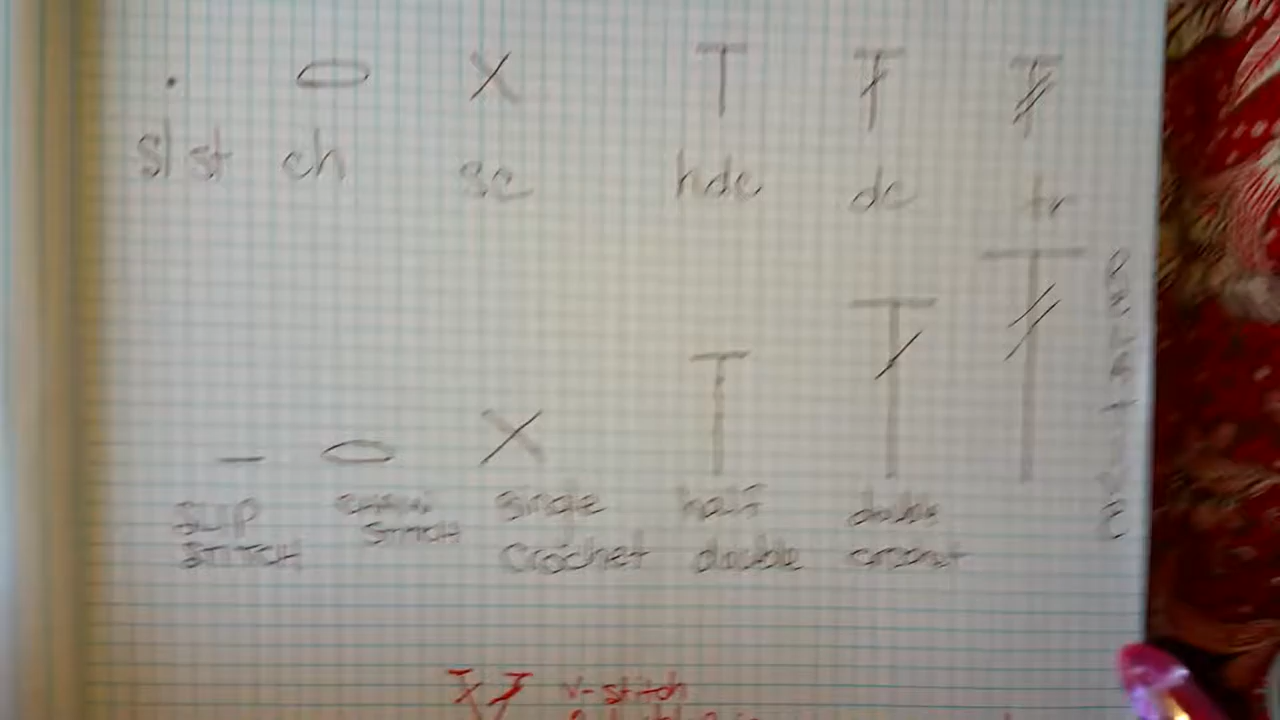 sl st ch sc hdc dc tr
SLIP STITCH
CHAIN STITCH
single crochet
half double
double crochet
V-stitch